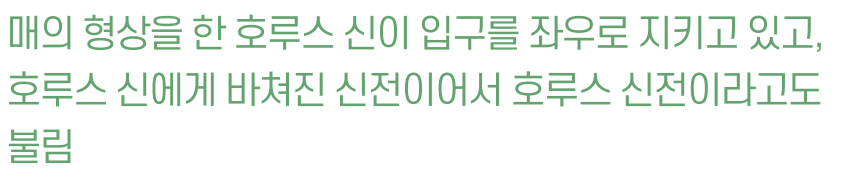 매의 형상을 한 호루스 신이 입구를 좌우로 지키고 있고,
호루스 신에게 바쳐진 신전이어서 호루스 신전이라고도
불림